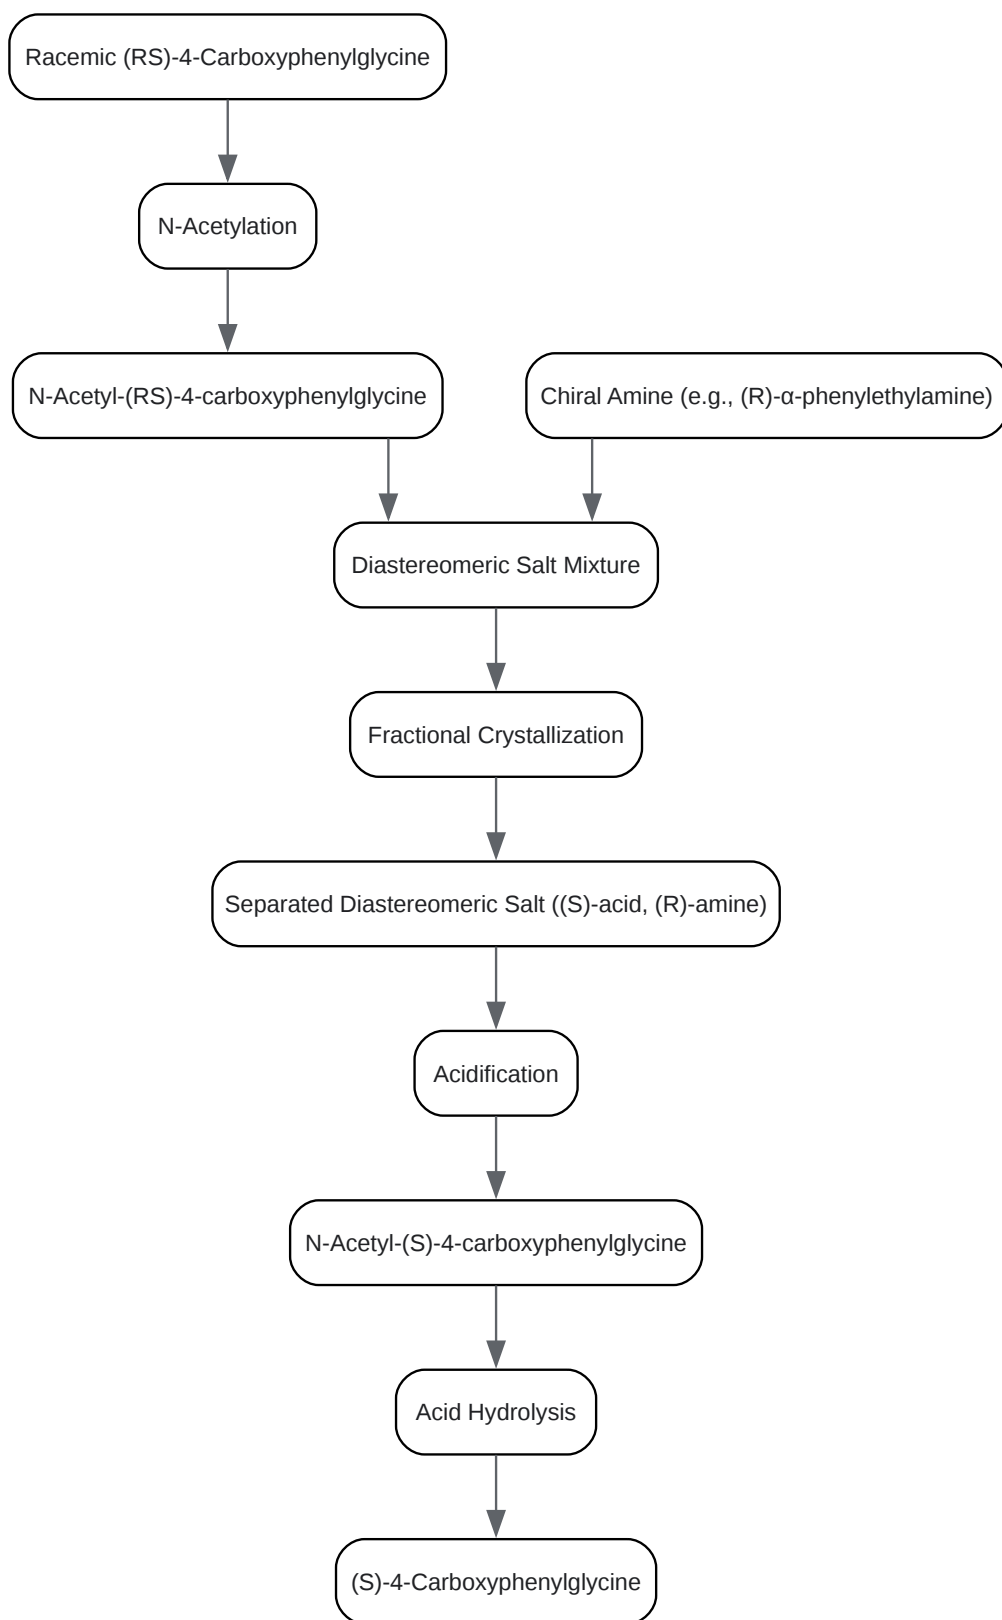 Racemic (RS)-4-Carboxyphenylglycine
N-Acetylation
N-Acetyl-(RS)-4-carboxyphenylglycine
Chiral Amine (e.g., (R)-α-phenylethylamine)
Diastereomeric Salt Mixture
Fractional Crystallization
Separated Diastereomeric Salt ((S)-acid, (R)-amine)
Acidification
N-Acetyl-(S)-4-carboxyphenylglycine
Acid Hydrolysis
(S)-4-Carboxyphenylglycine